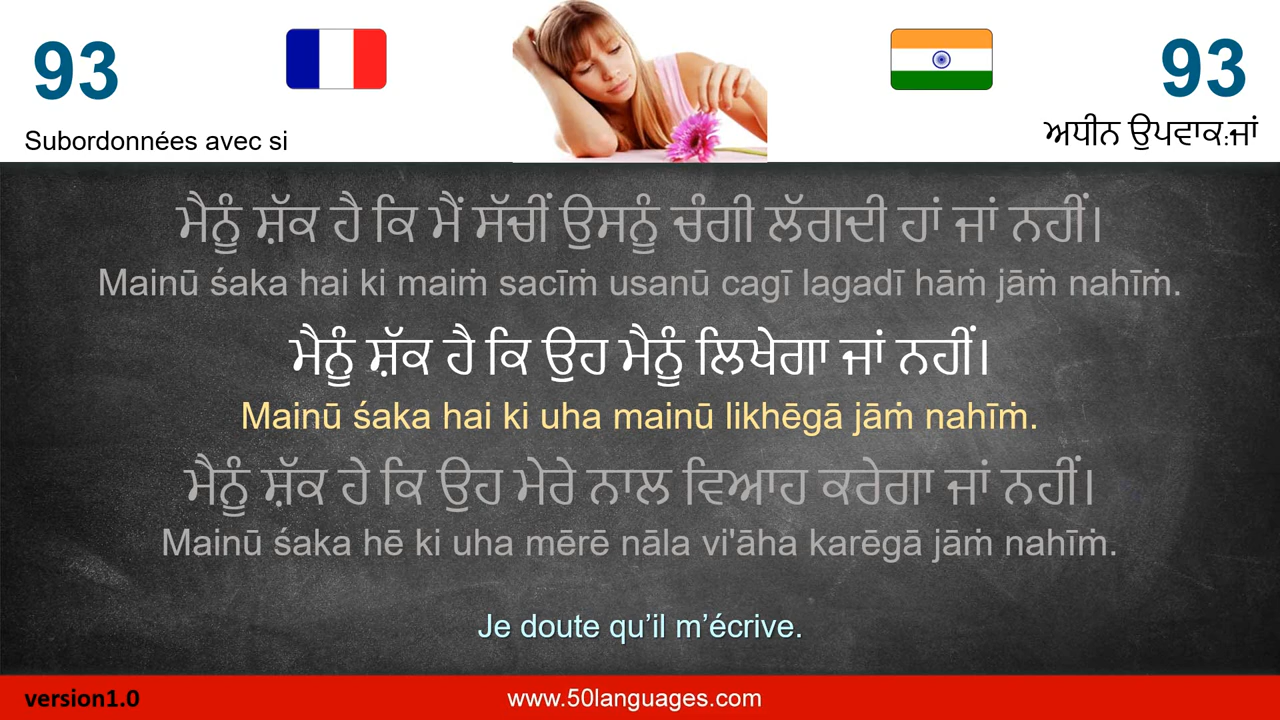 93
93
Subordonnées avec si
ਅਧੀਨ ਉਪਵਾਕ:ਜਾਂ
ਮੈਨੂੰ ਸ਼ੱਕ ਹੈ ਕਿ ਮੈਂ ਸੱਚੀਂ ਉਸਨੂੰ ਚੰਗੀ ਲੱਗਦੀ ਹਾਂ ਜਾਂ ਨਹੀਂ।
Mainū śaka hai ki maiṁ sacīṁ usanū cagī lagadī hāṁ jāṁ nahīṁ.
ਮੈਨੂੰ ਸ਼ੱਕ ਹੈ ਕਿ ਉਹ ਮੈਨੂੰ ਲਿਖੇਗਾ ਜਾਂ ਨਹੀਂ।
Mainū śaka hai ki uha mainū likhēgā jāṁ nahīṁ.
ਮੈਨੂੰ ਸ਼ੱਕ ਹੇ ਕਿ ਉਹ ਮੇਰੇ ਨਾਲ ਵਿਆਹ ਕਰੇਗਾ ਜਾਂ ਨਹੀਂ।
Mainū śaka hē ki uha mērē nāla vi'āha karēgā jāṁ nahīṁ.
Je doute qu’il m’écrive.
version1.0
www.50languages.com